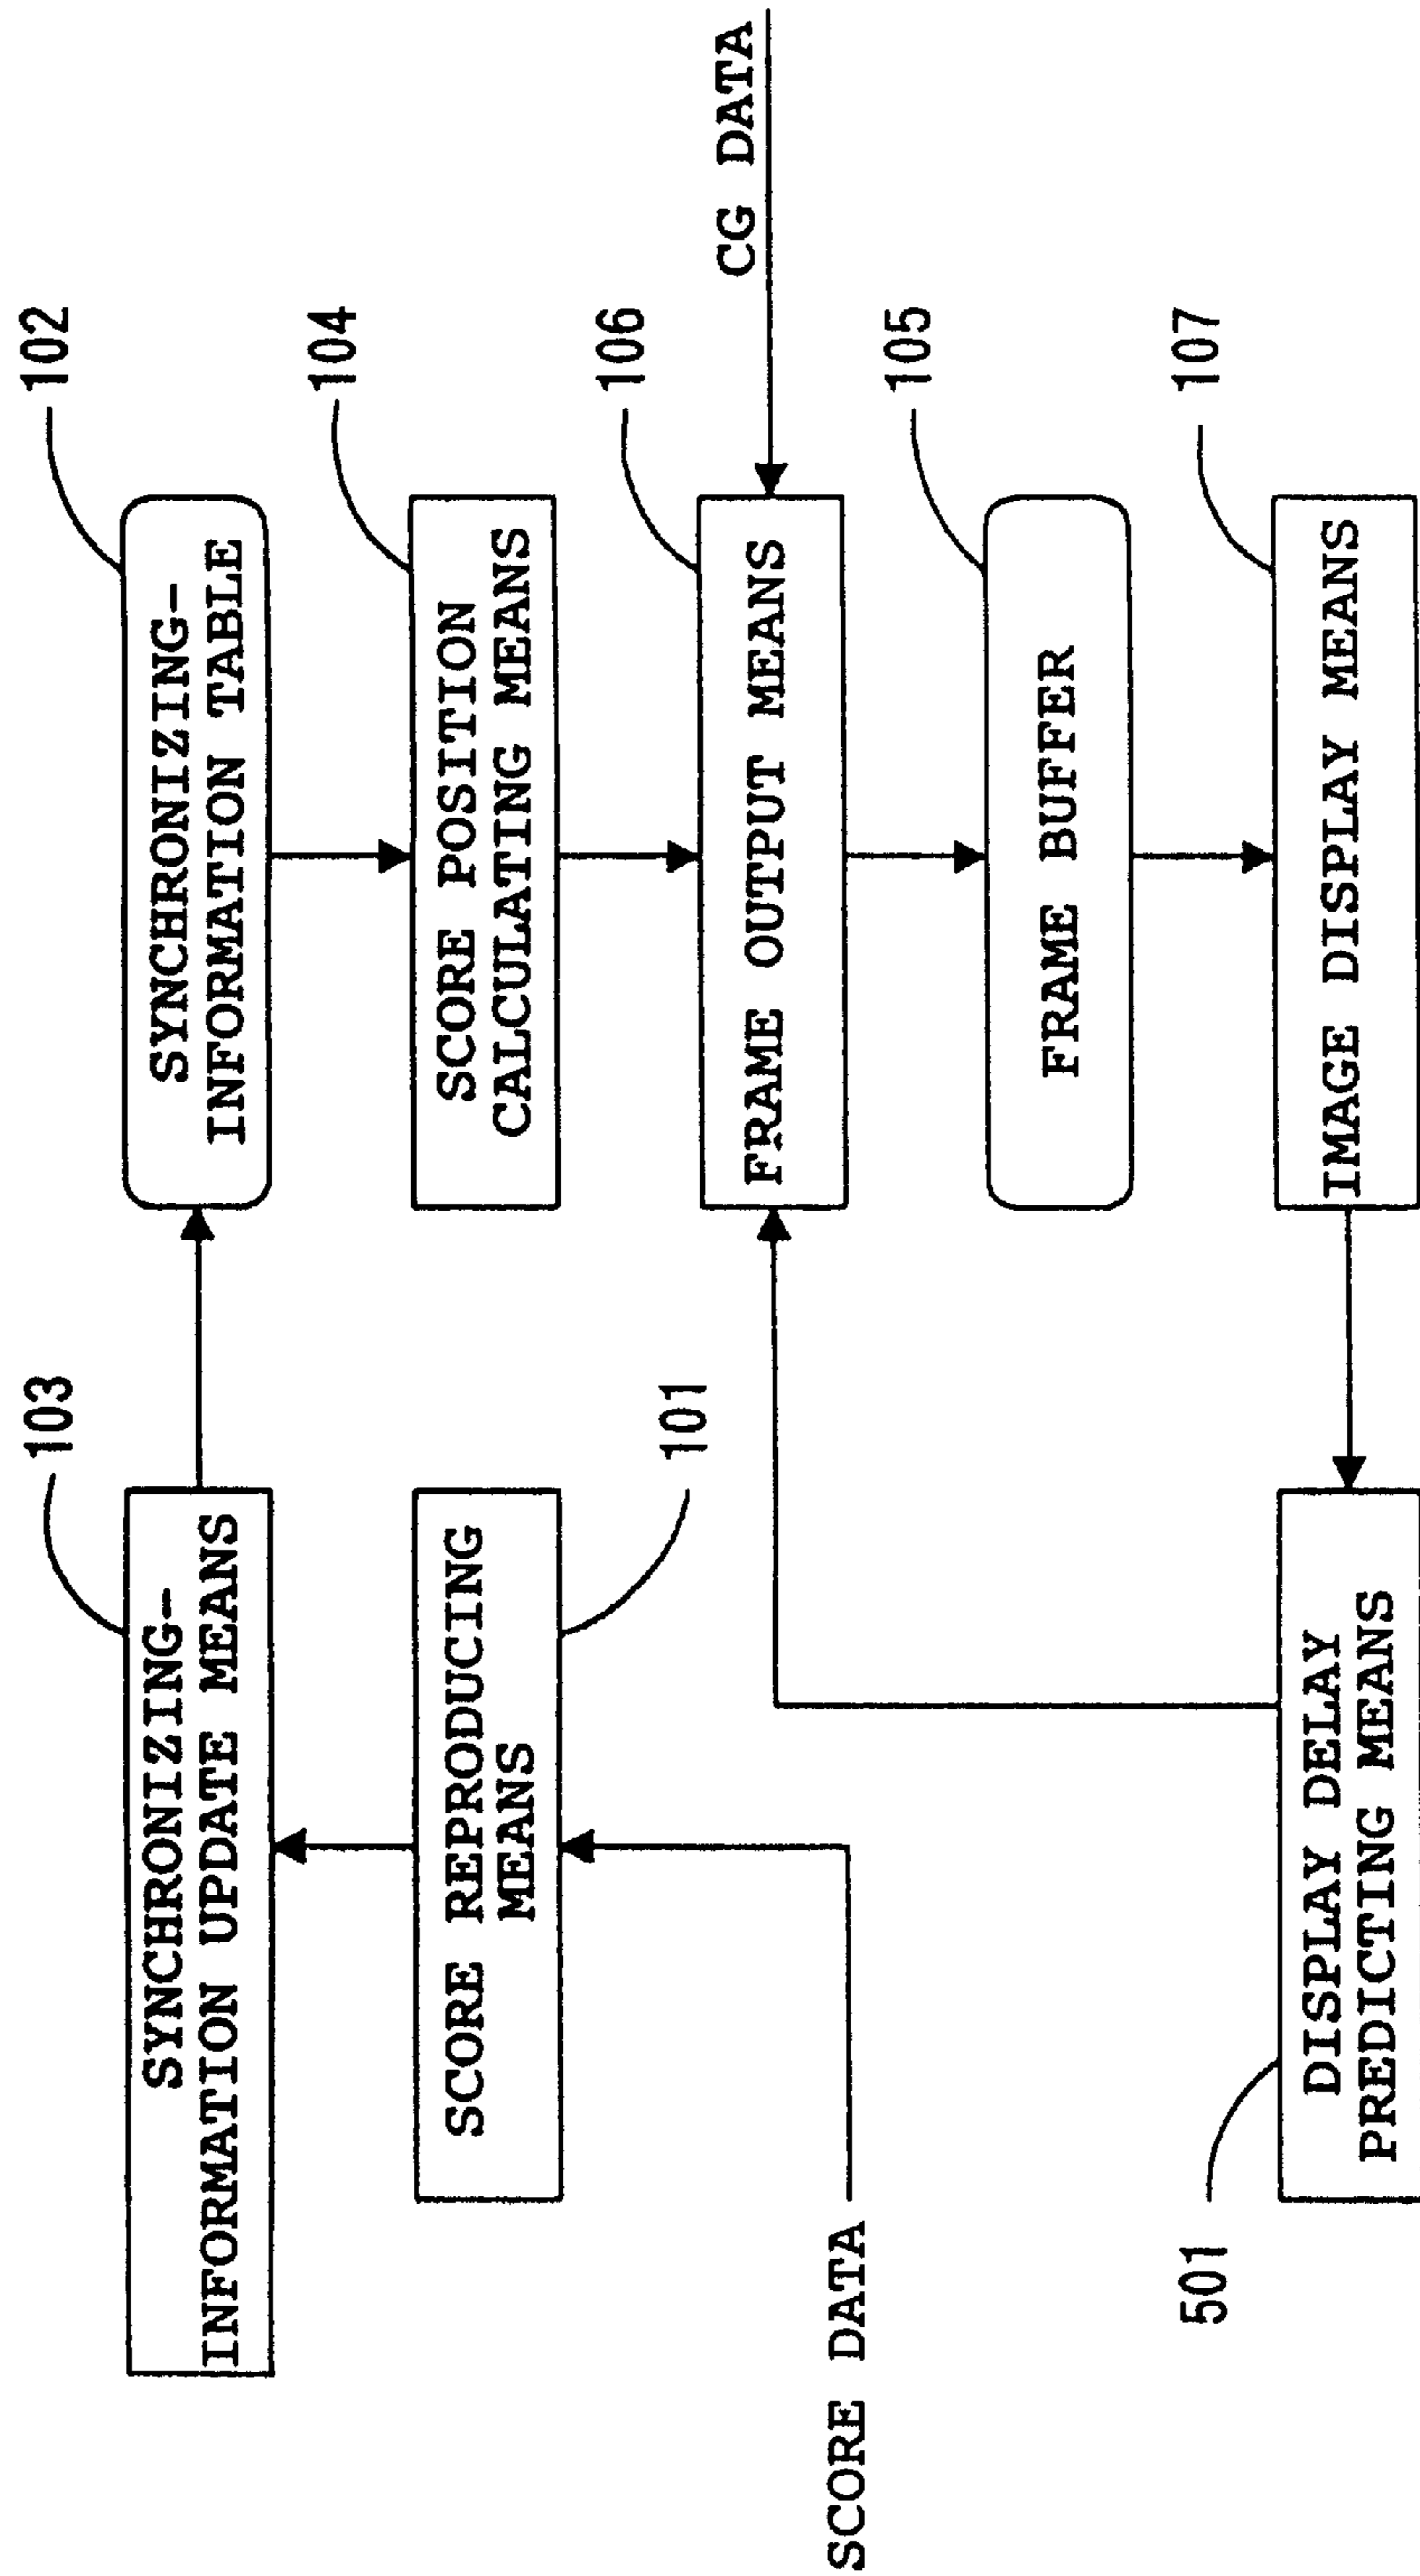 103
SYNCHRONIZING-
INFORMATION UPDATE MEANS
102
SYNCHRONIZING-
INFORMATION TABLE
101
SCORE REPRODUCING
MEANS
104
SCORE POSITION
CALCULATING MEANS
SCORE DATA
106
FRAME OUTPUT MEANS
CG DATA
105
FRAME BUFFER
501
DISPLAY DELAY
PREDICTING MEANS
107
IMAGE DISPLAY MEANS